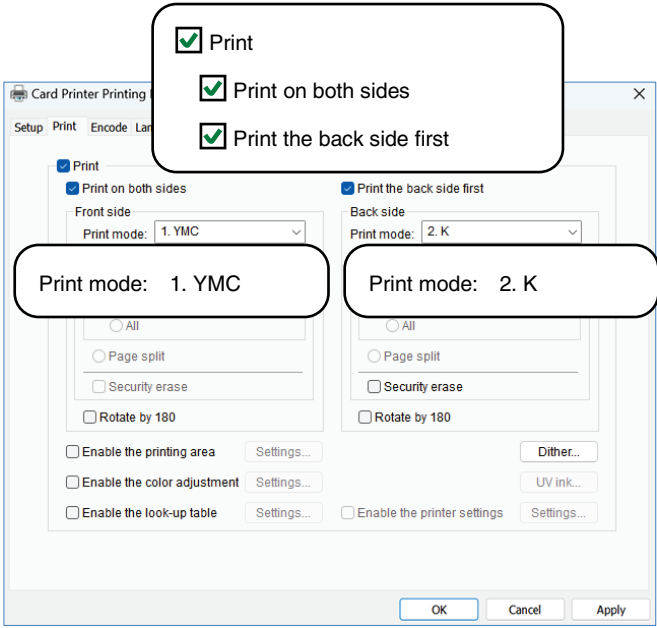 Print
Print on both sides
Print the back side first
Card Printer Printing
Setup Print Encode Lan
Print
Print on both sides Print the back side first
Front side Back side
Print mode: 1. YMC Print mode: 2. K
Print mode: 1. YMC Print mode: 2. K
All All
Page split Page split
Security erase Security erase
Rotate by 180 Rotate by 180
Enable the printing area Settings... Dither...
Enable the color adjustment Settings... UV ink...
Enable the look-up table Settings... Enable the printer settings Settings...
OK Cancel Apply